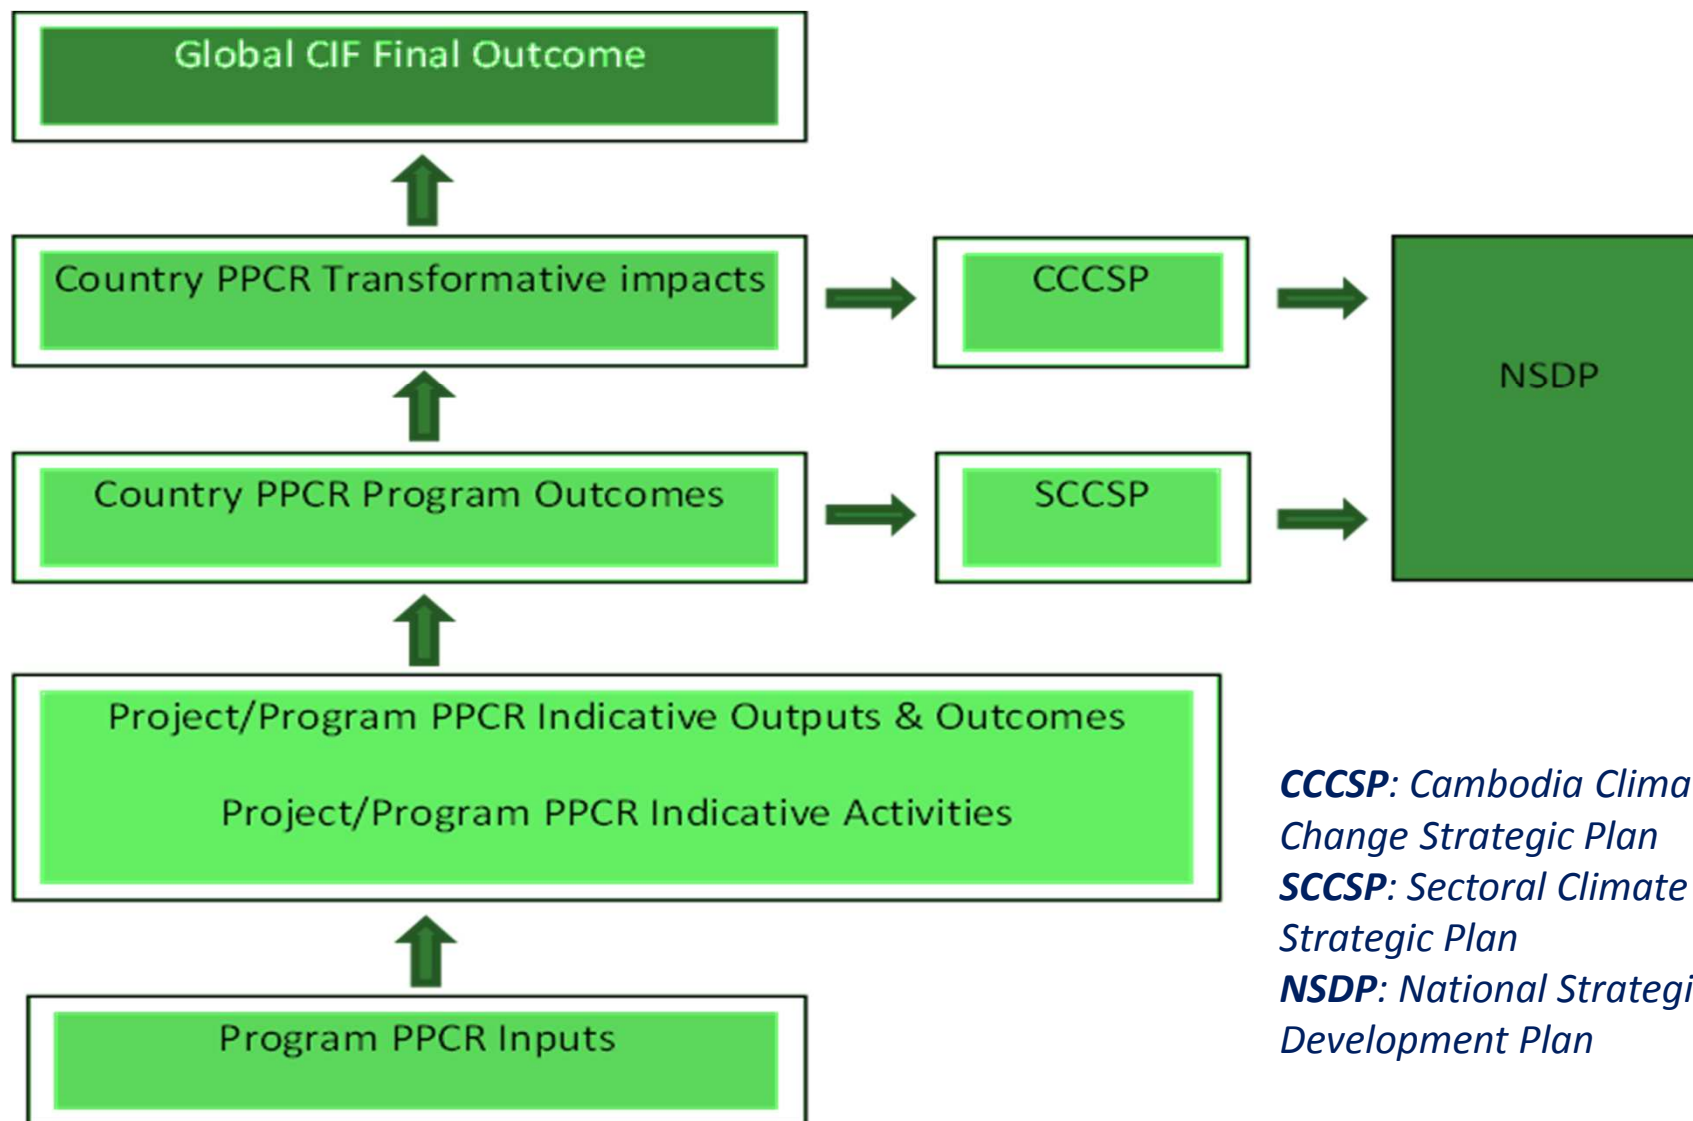 Global CIF Final Outcome
Country PPCR Transformative impacts
CCCSP
NSDP
Country PPCR Program Outcomes
SCCSP
Project/Program PPCR Indicative Outputs & Outcomes
Project/Program PPCR Indicative Activities
Program PPCR Inputs
CCCSP: Cambodia Clima
Change Strategic Plan
SCCSP: Sectoral Climate
Strategic Plan
NSDP: National Strategi
Development Plan